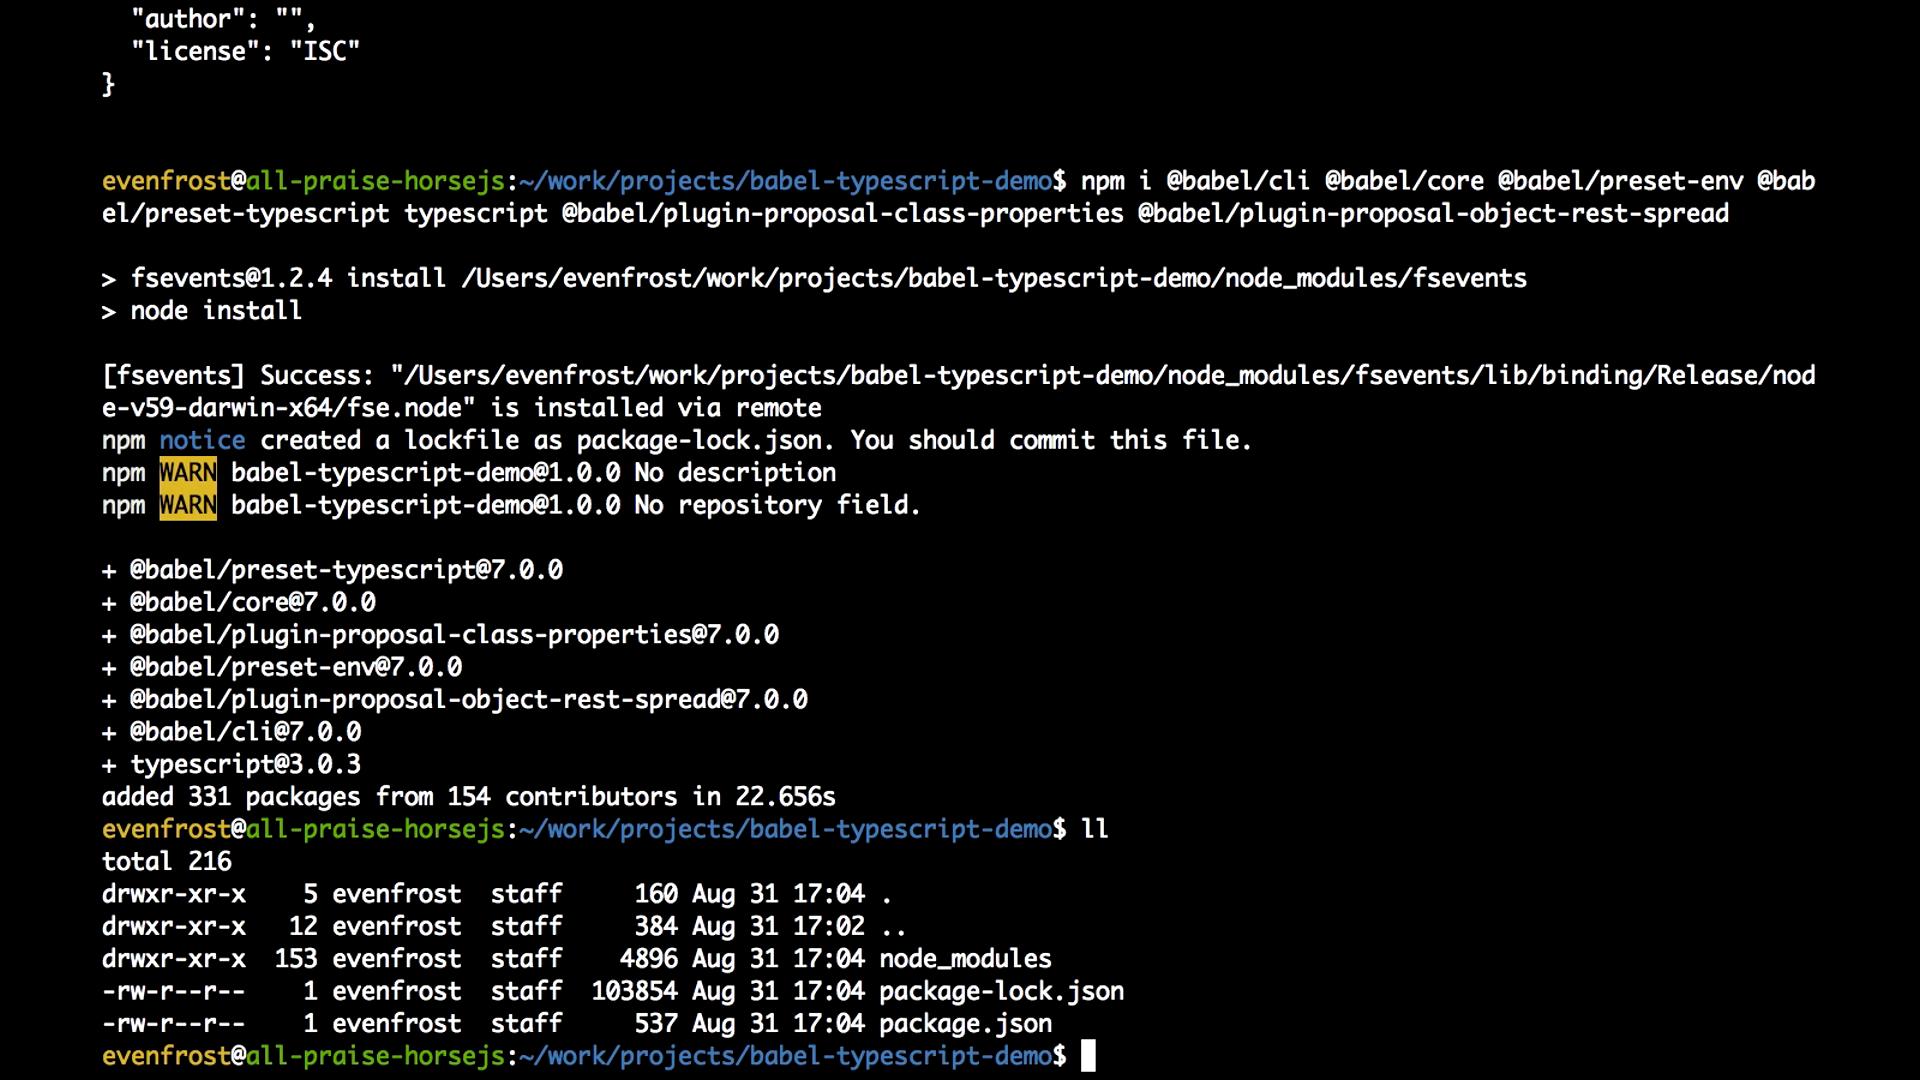 "author": "",
"license": "ISC"
}
evenfrost@all-praise-horsejs:~/work/projects/babel-typescript-demo$ npm i @babel/cli @babel/core @babel/preset-env @bab
el/preset-typescript typescript @babel/plugin-proposal-class-properties @babel/plugin-proposal-object-rest-spread
> fsevents@1.2.4 install /Users/evenfrost/work/projects/babel-typescript-demo/node_modules/fsevents
> node install
[fsevents] Success: "/Users/evenfrost/work/projects/babel-typescript-demo/node_modules/fsevents/lib/binding/Release/nod
e-v59-darwin-x64/fse.node" is installed via remote
npm notice created a lockfile as package-lock.json. You should commit this file.
npm WARN babel-typescript-demo@1.0.0 No description
npm WARN babel-typescript-demo@1.0.0 No repository field.
+ @babel/preset-typescript@7.0.0
+ @babel/core@7.0.0
+ @babel/plugin-proposal-class-properties@7.0.0
+ @babel/preset-env@7.0.0
+ @babel/plugin-proposal-object-rest-spread@7.0.0
+ @babel/cli@7.0.0
+ typescript@3.0.3
added 331 packages from 154 contributors in 22.656s
evenfrost@all-praise-horsejs:~/work/projects/babel-typescript-demo$ ll
total 216
drwxr-xr-x    5 evenfrost  staff     160 Aug 31 17:04 .
drwxr-xr-x   12 evenfrost  staff     384 Aug 31 17:02 ..
drwxr-xr-x  153 evenfrost  staff    4896 Aug 31 17:04 node_modules
-rw-r--r--    1 evenfrost  staff  103854 Aug 31 17:04 package-lock.json
-rw-r--r--    1 evenfrost  staff     537 Aug 31 17:04 package.json
evenfrost@all-praise-horsejs:~/work/projects/babel-typescript-demo$